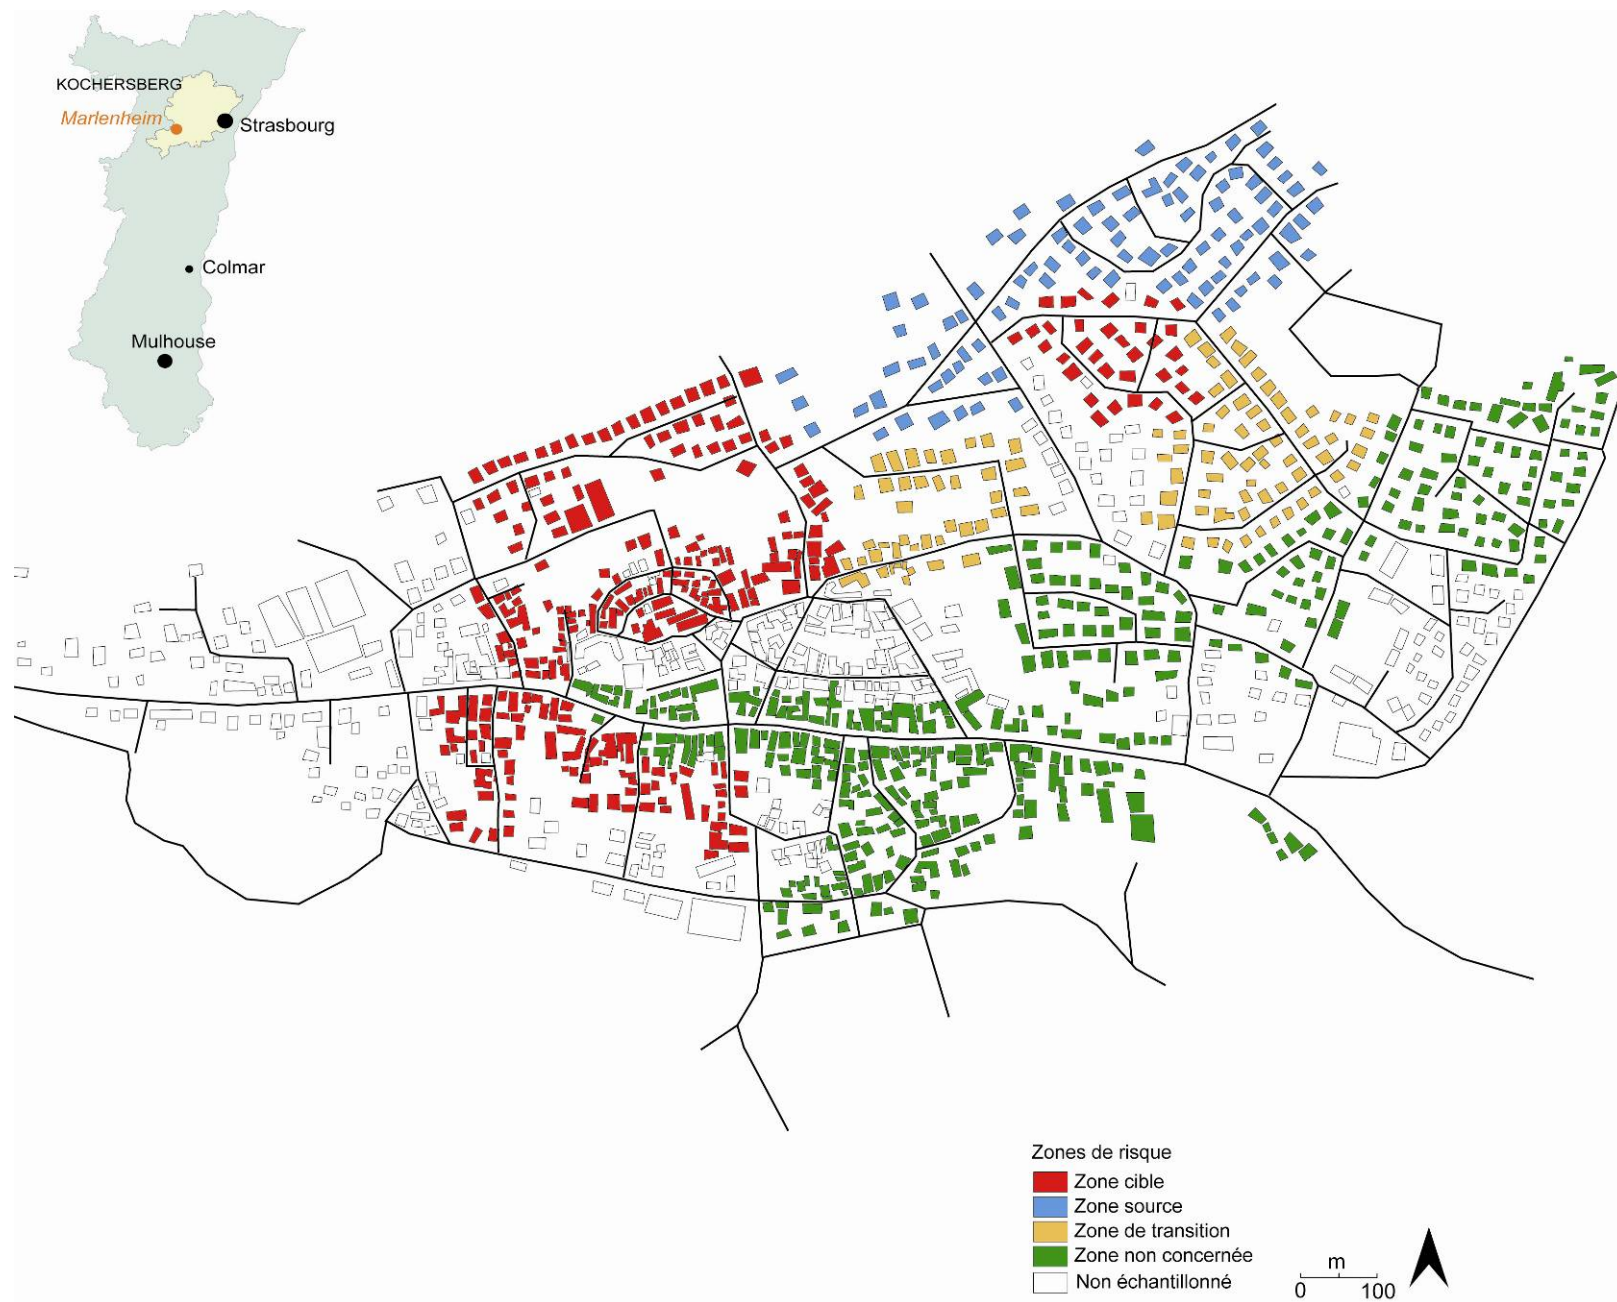 KOCHERSBERG
Marlenheim
Strasbourg
Colmar
Mulhouse
Zones de risque
Zone cible
Zone source
Zone de transition
Zone non concernée
Non échantillonné
m
0 100